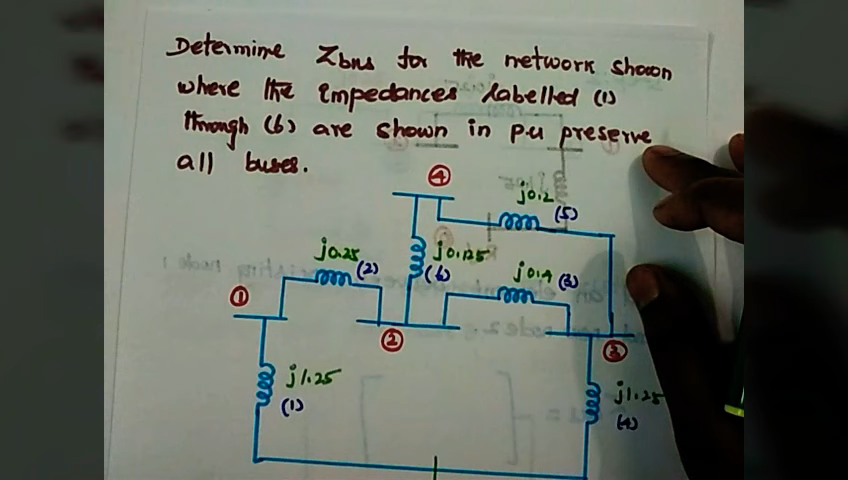 Determine Zbus for the network shown
where the impedances labelled (1)
through (6) are shown in p.u preserve
all buses.
④
j0.2
(5)
j0.25
(2)
j0.125
(6)
j0.4
(3)
①
②
③
j1.25
(1)
j1.25
(4)